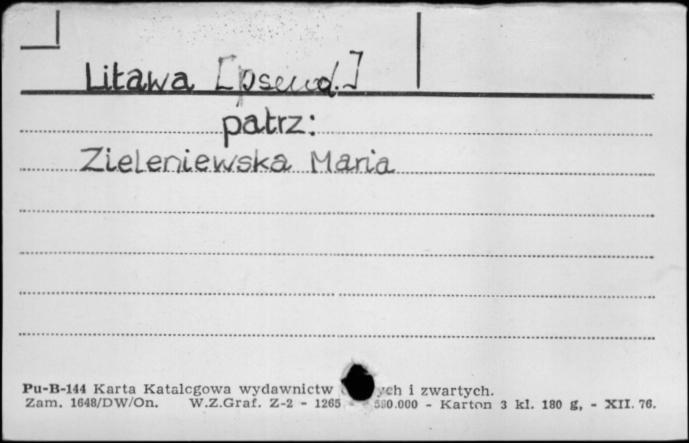 Litawa [pseud.]
patrz:
Zieleniewska Maria
Pu-B-144 Karta Katalogowa wydawnictw ych i zwartych.
Zam. 1648/DW/On. W.Z.Graf. Z-2 - 1265 - 500.000 - Karton 3 kl. 180 g, - XII. 76.